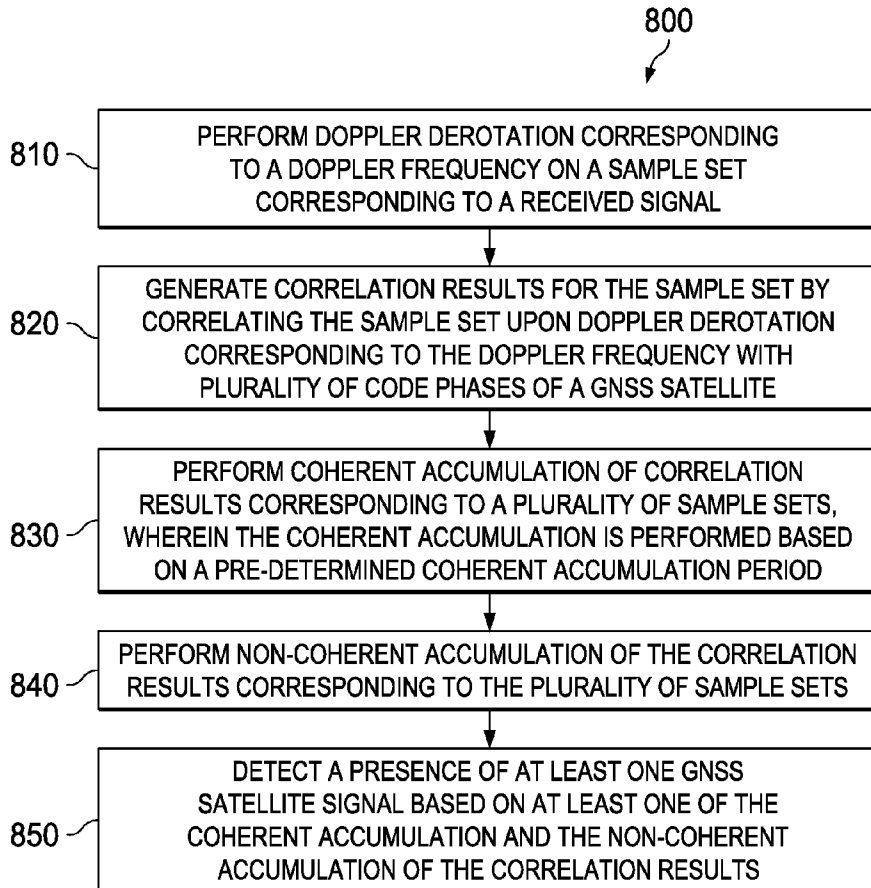 800
810
PERFORM DOPPLER DEROTATION CORRESPONDING
TO A DOPPLER FREQUENCY ON A SAMPLE SET
CORRESPONDING TO A RECEIVED SIGNAL
820
GENERATE CORRELATION RESULTS FOR THE SAMPLE SET BY
CORRELATING THE SAMPLE SET UPON DOPPLER DEROTATION
CORRESPONDING TO THE DOPPLER FREQUENCY WITH
PLURALITY OF CODE PHASES OF A GNSS SATELLITE
830
PERFORM COHERENT ACCUMULATION OF CORRELATION
RESULTS CORRESPONDING TO A PLURALITY OF SAMPLE SETS,
WHEREIN THE COHERENT ACCUMULATION IS PERFORMED BASED
ON A PRE-DETERMINED COHERENT ACCUMULATION PERIOD
840
PERFORM NON-COHERENT ACCUMULATION OF THE CORRELATION
RESULTS CORRESPONDING TO THE PLURALITY OF SAMPLE SETS
850
DETECT A PRESENCE OF AT LEAST ONE GNSS
SATELLITE SIGNAL BASED ON AT LEAST ONE OF THE
COHERENT ACCUMULATION AND THE NON-COHERENT
ACCUMULATION OF THE CORRELATION RESULTS